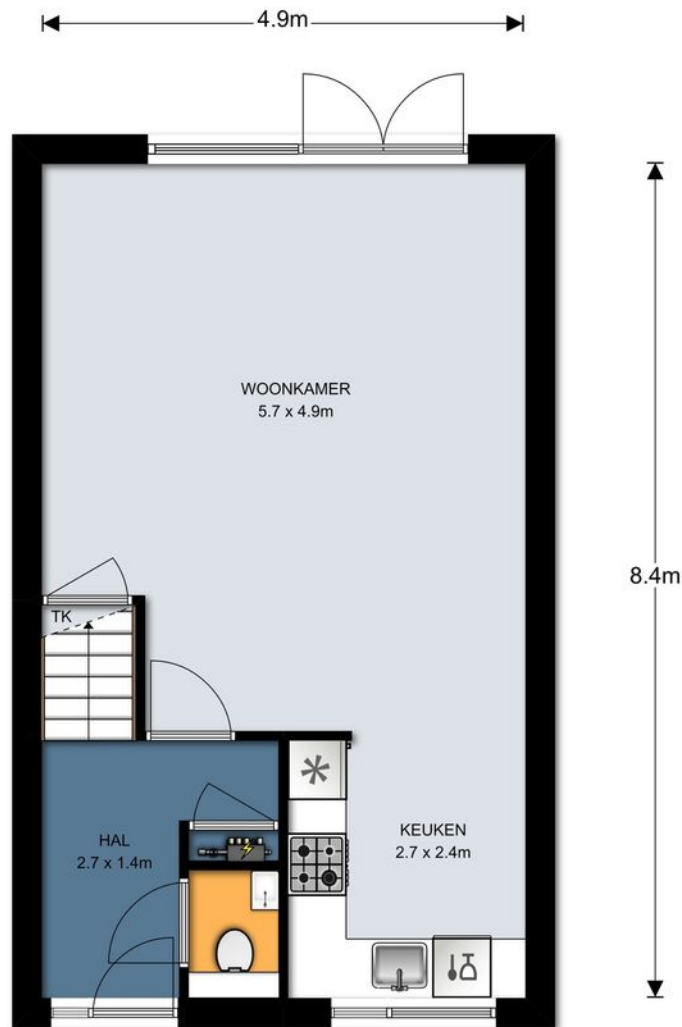 4.9m
WOONKAMER
5.7 x 4.9m
8.4m
TK
HAL
2.7 x 1.4m
KEUKEN
2.7 x 2.4m